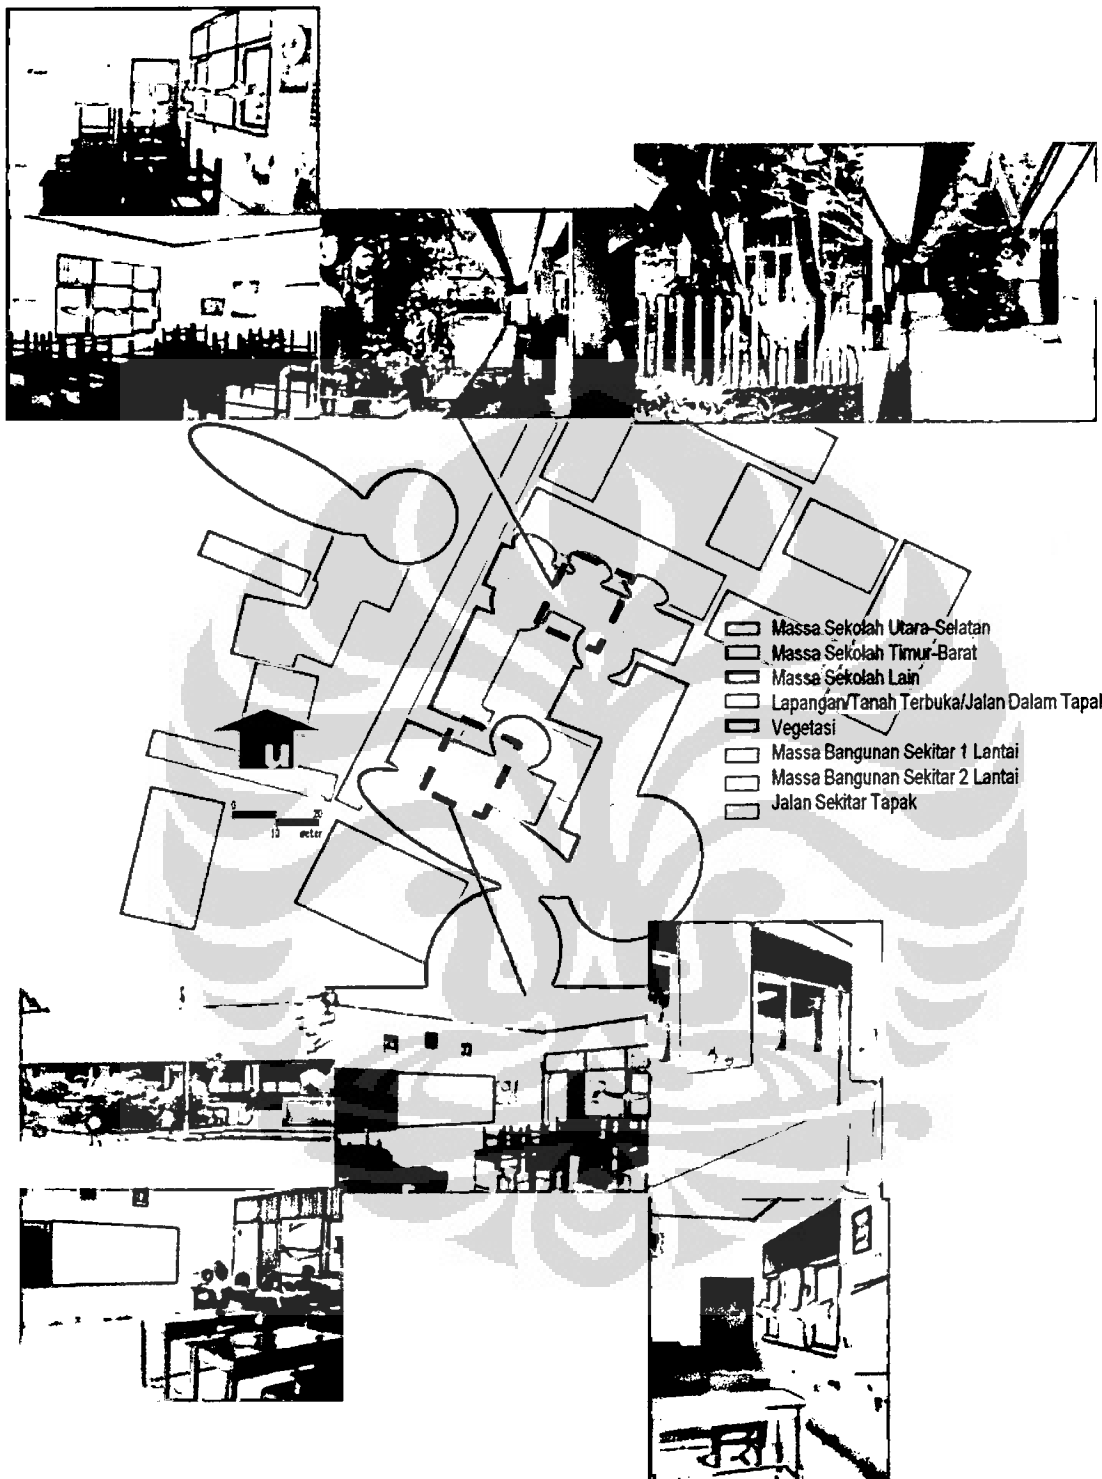 Massa Sekolah Utara-Selatan
Massa Sekolah Timur-Barat
Massa Sekolah Lain
Lapangan/Tanah Terbuka/Jalan Dalam Tapal
Vegetasi
Massa Bangunan Sekitar 1 Lantai
Massa Bangunan Sekitar 2 Lantai
Jalan Sekitar Tapak
u
0 20
10 meter